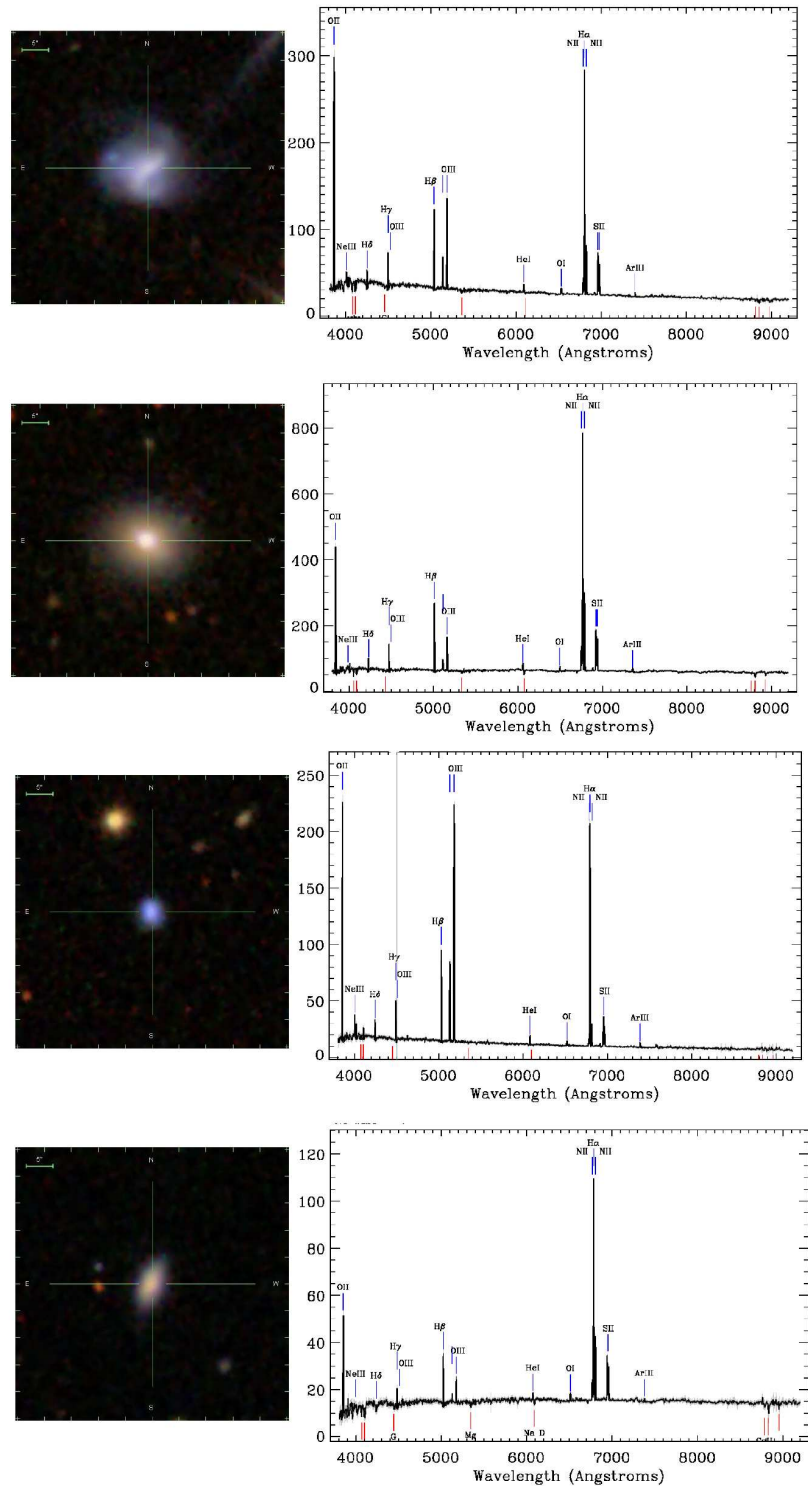 5"
N
E
W
S
OII
NeIII
Hδ
Hγ
OIII
Hβ
OIII
HeI
OI
Hα
NII NII
SII
ArIII
300
200
100
0
4000 5000 6000 7000 8000 9000
Wavelength (Angstroms)
5"
N
E
W
S
OII
NeIII
Hδ
Hγ
OIII
Hβ
OIII
HeI
OI
Hα
NII NII
SII
ArIII
800
600
400
200
0
4000 5000 6000 7000 8000 9000
Wavelength (Angstroms)
5"
N
E
W
S
OII
NeIII
Hδ
Hγ
OIII
Hβ
OIII
HeI
OI
Hα
NII NII
SII
ArIII
250
200
150
100
50
0
4000 5000 6000 7000 8000 9000
Wavelength (Angstroms)
5"
N
E
W
S
OII
NeIII
Hδ
Hγ
OIII
Hβ
OIII
HeI
OI
Hα
NII NII
SII
ArIII
G
Mg
Na D
120
100
80
60
40
20
0
4000 5000 6000 7000 8000 9000
Wavelength (Angstroms)